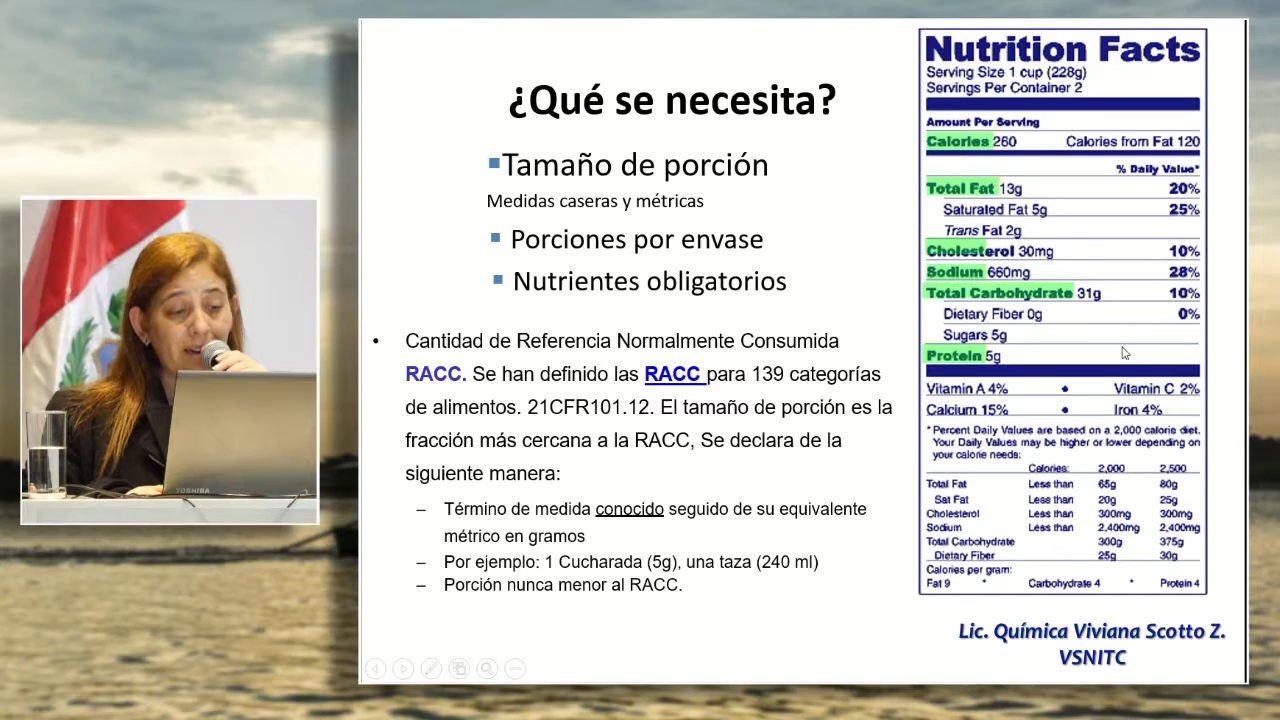 ¿Qué se necesita?
▪Tamaño de porción
Medidas caseras y métricas
▪ Porciones por envase
▪ Nutrientes obligatorios
• Cantidad de Referencia Normalmente Consumida
RACC. Se han definido las RACC para 139 categorías
de alimentos. 21CFR101.12. El tamaño de porción es la
fracción más cercana a la RACC, Se declara de la
siguiente manera:
– Término de medida conocido seguido de su equivalente
métrico en gramos
– Por ejemplo: 1 Cucharada (5g), una taza (240 ml)
– Porción nunca menor al RACC.
Nutrition Facts
Serving Size 1 cup (228g)
Servings Per Container 2
Amount Per Serving
Calories 260 Calories from Fat 120
% Daily Value*
Total Fat 13g 20%
Saturated Fat 5g 25%
Trans Fat 2g
Cholesterol 30mg 10%
Sodium 660mg 28%
Total Carbohydrate 31g 10%
Dietary Fiber 0g 0%
Sugars 5g
Protein 5g
Vitamin A 4% • Vitamin C 2%
Calcium 15% • Iron 4%
*Percent Daily Values are based on a 2,000 calorie diet.
Your Daily Values may be higher or lower depending on
your calorie needs:
Calories: 2,000 2,500
Total Fat Less than 65g 80g
Sat Fat Less than 20g 25g
Cholesterol Less than 300mg 300mg
Sodium Less than 2,400mg 2,400mg
Total Carbohydrate 300g 375g
Dietary Fiber 25g 30g
Calories per gram:
Fat 9 * Carbohydrate 4 * Protein 4
Lic. Química Viviana Scotto Z.
VSNITC
TOSHIBA